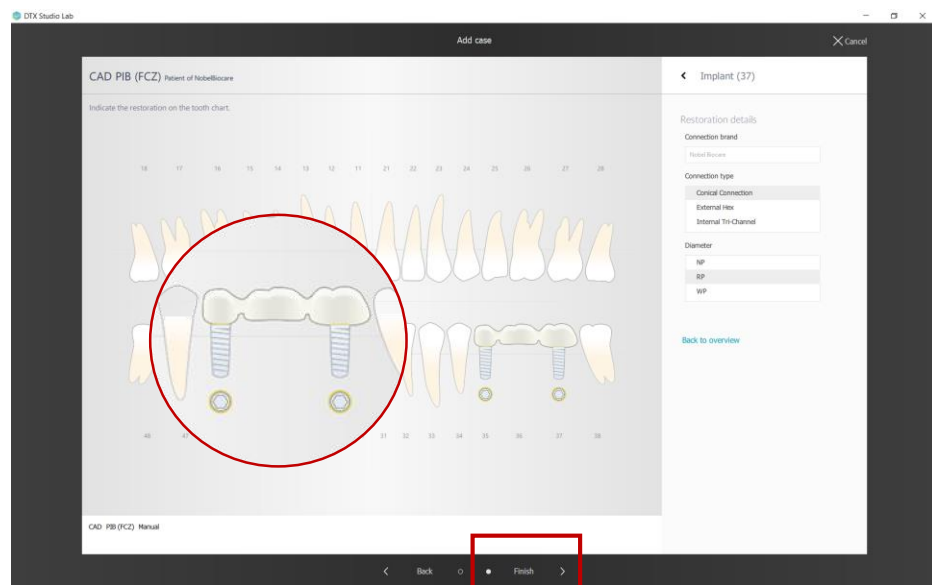 DTX Studio Lab
Add case
Cancel
CAD PIB (FCZ) Patient of NobelBiocare
Indicate the restoration on the tooth chart.
18 17 16 15 14 13 12 11 21 22 23 24 25 26 27 28
48 47 31 32 33 34 35 36 37 38
CAD PIB (FCZ) Manual
Implant (37)
Restoration details
Connection brand
Nobel Biocare
Connection type
Conical Connection
External Hex
Internal Tri-Channel
Diameter
NP
RP
WP
Back to overview
Back
Finish